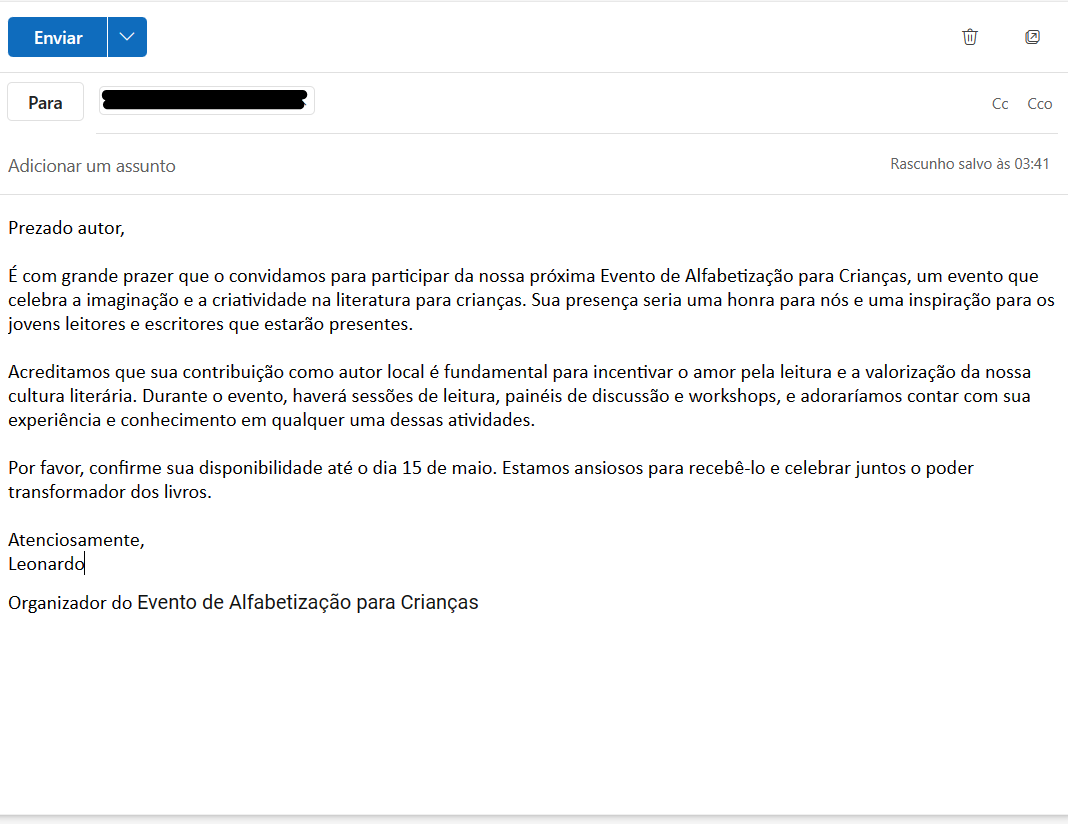 Enviar
Para
Cc Cco
Adicionar um assunto
Rascunho salvo às 03:41
Prezado autor,
É com grande prazer que o convidamos para participar da nossa próxima Evento de Alfabetização para Crianças, um evento que
celebra a imaginação e a criatividade na literatura para crianças. Sua presença seria uma honra para nós e uma inspiração para os
jovens leitores e escritores que estarão presentes.
Acreditamos que sua contribuição como autor local é fundamental para incentivar o amor pela leitura e a valorização da nossa
cultura literária. Durante o evento, haverá sessões de leitura, painéis de discussão e workshops, e adoraríamos contar com sua
experiência e conhecimento em qualquer uma dessas atividades.
Por favor, confirme sua disponibilidade até o dia 15 de maio. Estamos ansiosos para recebê-lo e celebrar juntos o poder
transformador dos livros.
Atenciosamente,
Leonardo
Organizador do Evento de Alfabetização para Crianças